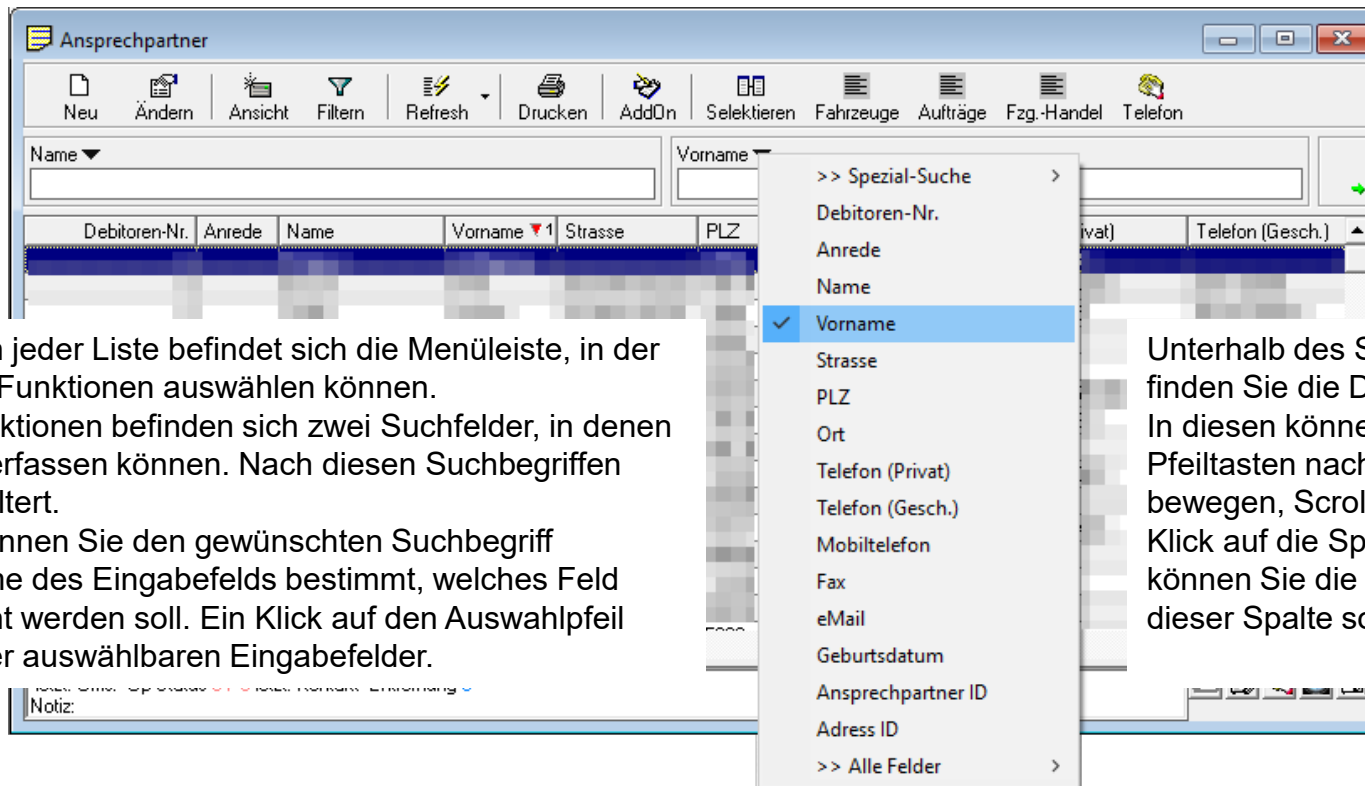 Ansprechpartner
Neu Ändern Ansicht Filtern Refresh Drucken AddOn Selektieren Fahrzeuge Aufträge Fzg.-Handel Telefon
Name
Vorname
Debitoren-Nr. Anrede Name Vorname 1 Strasse PLZ ivat) Telefon (Gesch.)
>> Spezial-Suche
Debitoren-Nr.
Anrede
Name
Vorname
Strasse
PLZ
Ort
Telefon (Privat)
Telefon (Gesch.)
Mobiltelefon
Fax
eMail
Geburtsdatum
Ansprechpartner ID
Adress ID
>> Alle Felder
jeder Liste befindet sich die Menüleiste, in der
Funktionen auswählen können.
ktionen befinden sich zwei Suchfelder, in denen
erfassen können. Nach diesen Suchbegriffen
ltert.
nnen Sie den gewünschten Suchbegriff
ne des Eingabefelds bestimmt, welches Feld
t werden soll. Ein Klick auf den Auswahlpfeil
er auswählbaren Eingabefelder.
Unterhalb des S
finden Sie die D
In diesen könne
Pfeiltasten nach
bewegen, Scrol
Klick auf die Sp
können Sie die
dieser Spalte so
Notiz: